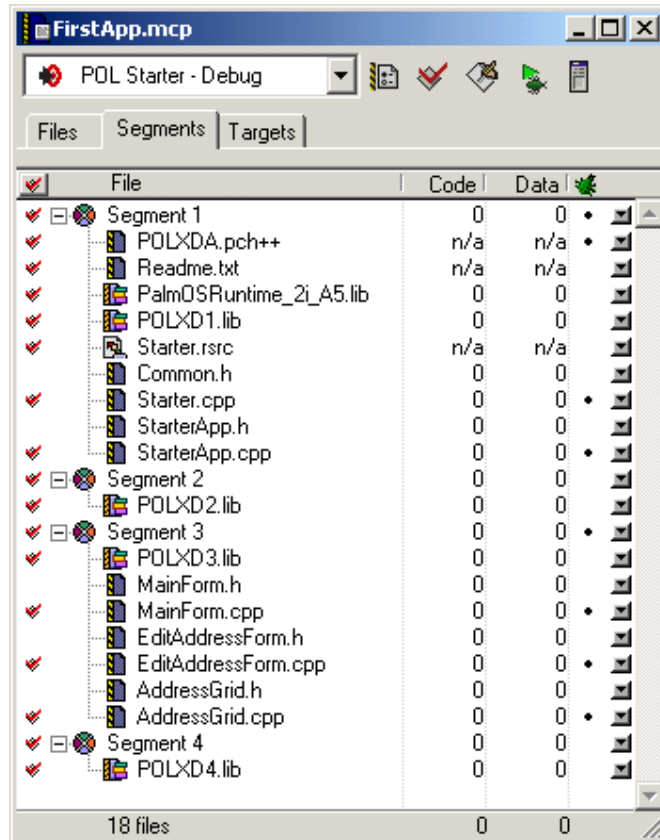 FirstApp.mcp
POL Starter - Debug
Files Segments Targets
File Code Data
Segment 1 0 0
POLXDA.pch++ n/a n/a
Readme.txt n/a n/a
PalmOSRuntime_2i_A5.lib 0 0
POLXD1.lib 0 0
Starter.rsrc n/a n/a
Common.h 0 0
Starter.cpp 0 0
StarterApp.h 0 0
StarterApp.cpp 0 0
Segment 2 0 0
POLXD2.lib 0 0
Segment 3 0 0
POLXD3.lib 0 0
MainForm.h 0 0
MainForm.cpp 0 0
EditAddressForm.h 0 0
EditAddressForm.cpp 0 0
AddressGrid.h 0 0
AddressGrid.cpp 0 0
Segment 4 0 0
POLXD4.lib 0 0
18 files 0 0